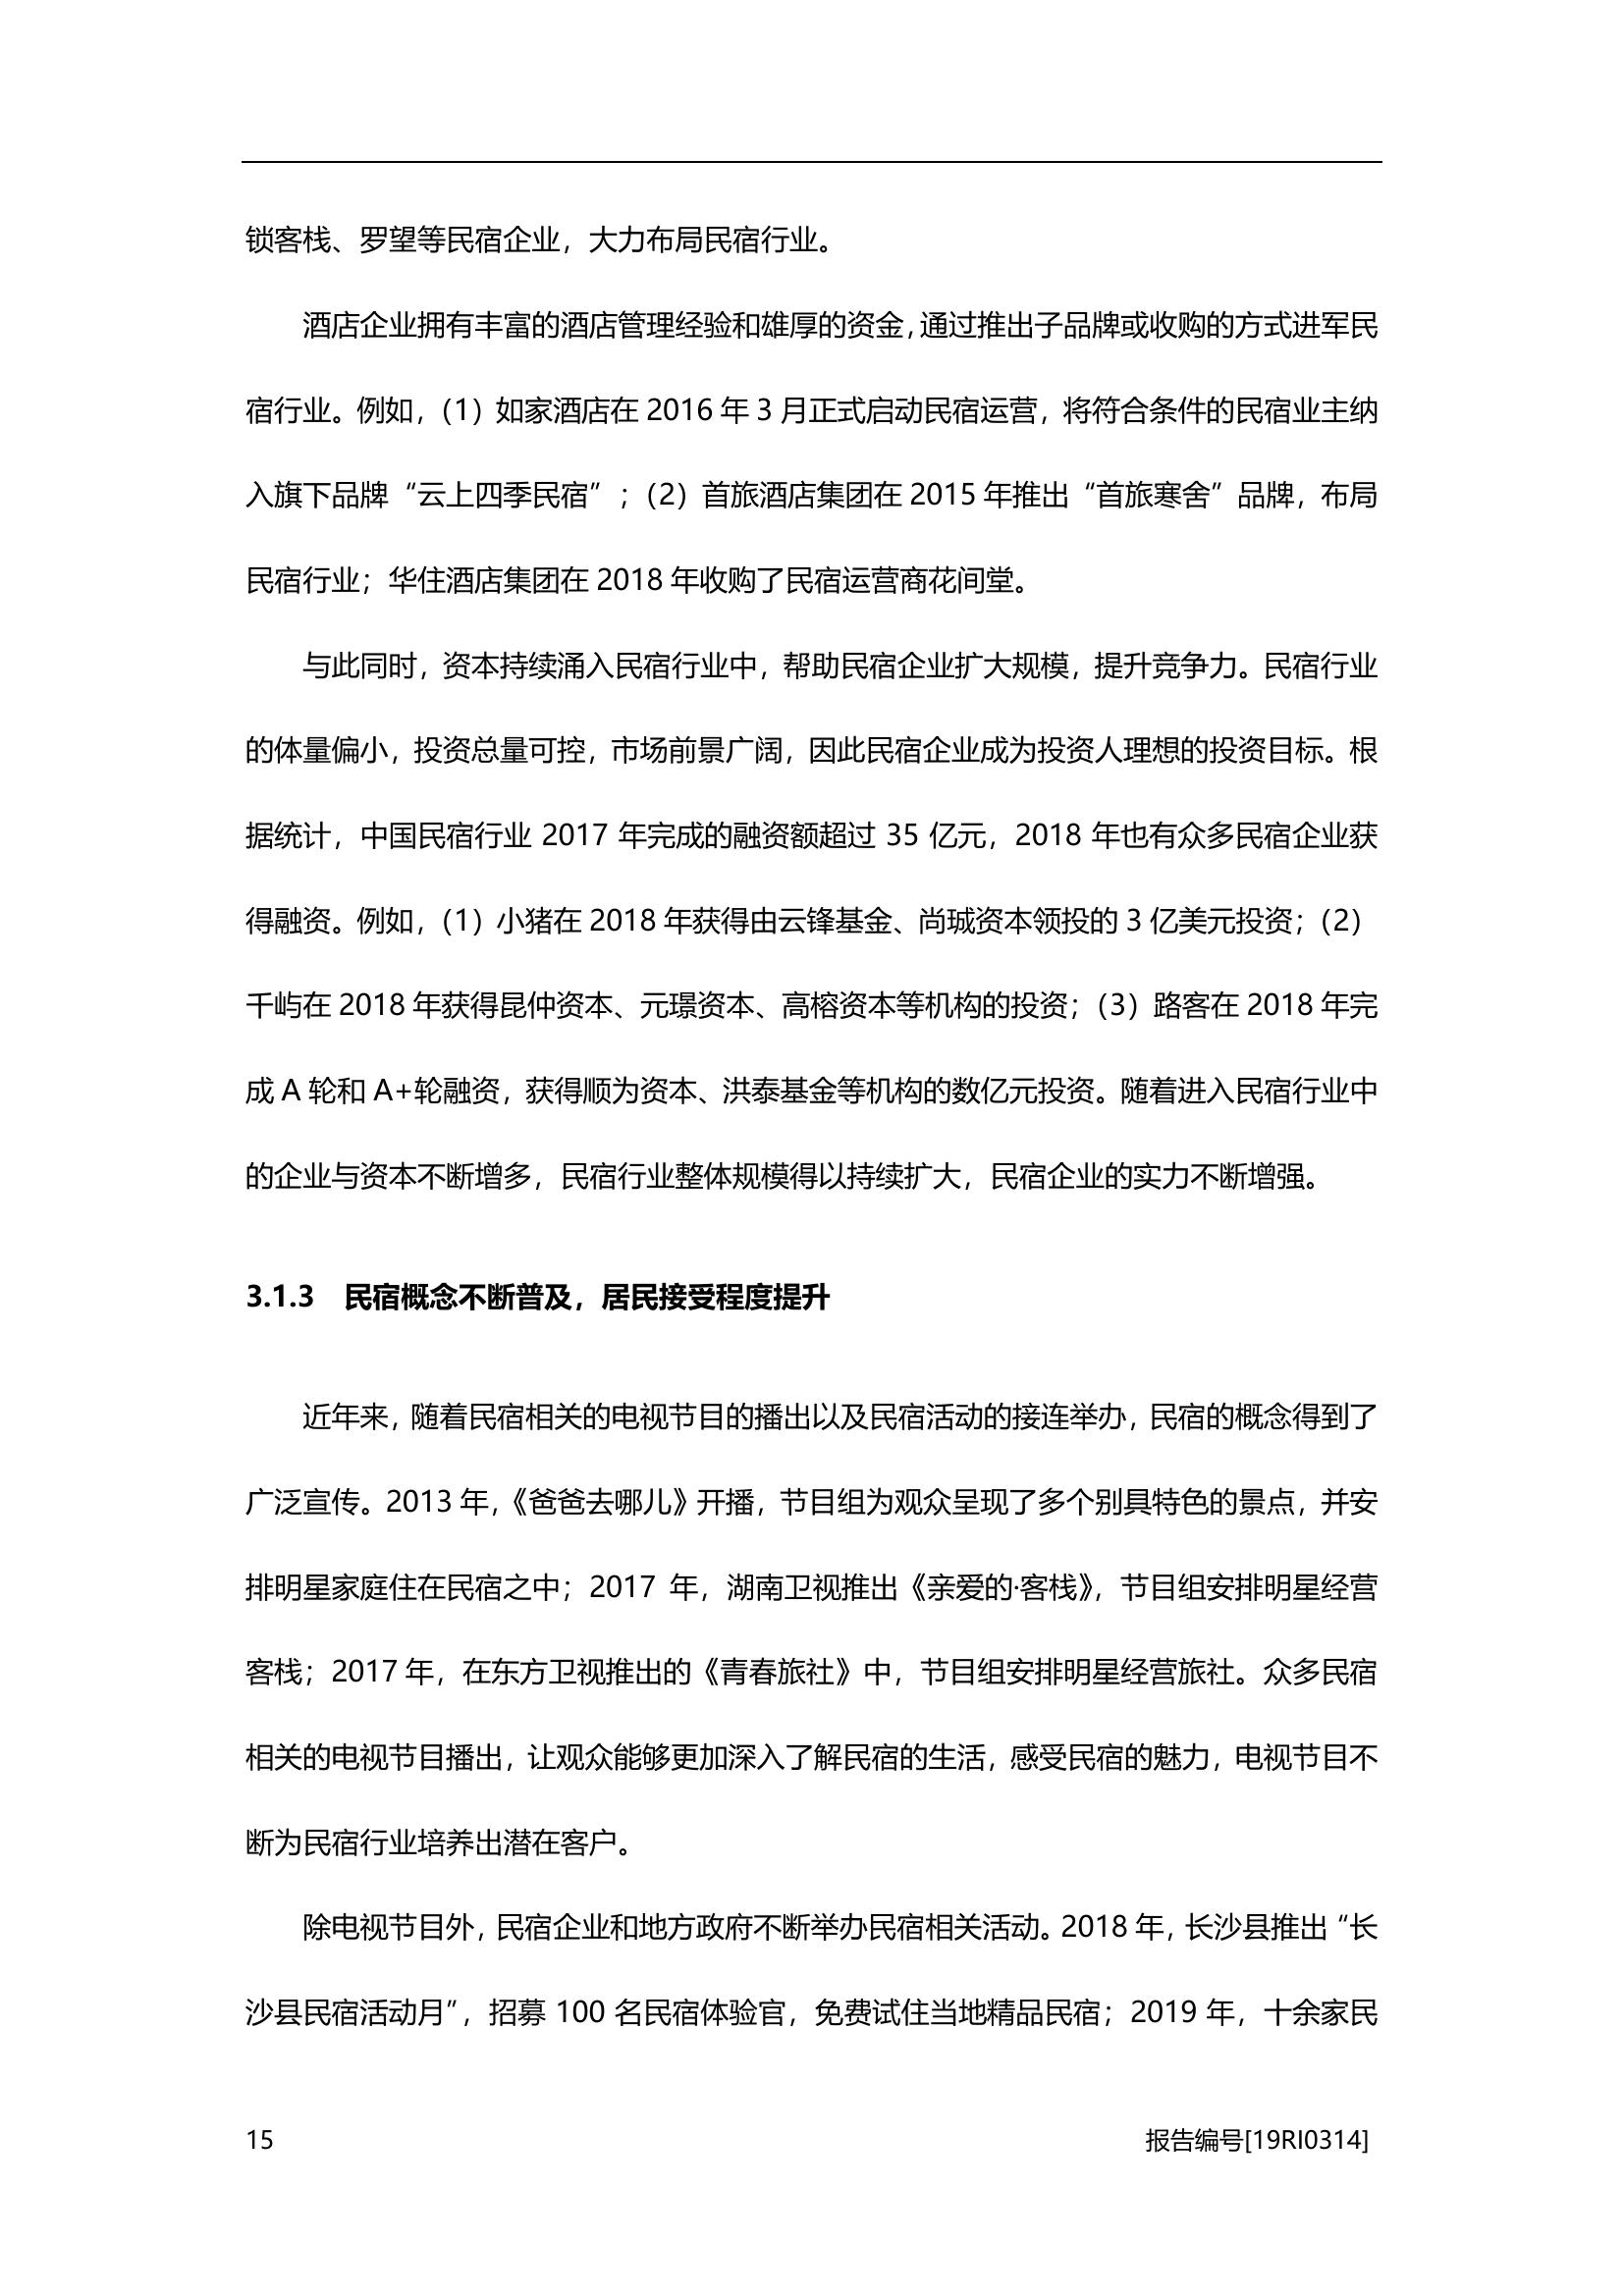 锁客栈、罗望等民宿企业，大力布局民宿行业。
酒店企业拥有丰富的酒店管理经验和雄厚的资金，通过推出子品牌或收购的方式进军民
宿行业。例如，（1）如家酒店在 2016 年 3 月正式启动民宿运营，将符合条件的民宿业主纳
入旗下品牌“云上四季民宿”；（2）首旅酒店集团在 2015 年推出“首旅寒舍”品牌，布局
民宿行业；华住酒店集团在 2018 年收购了民宿运营商花间堂。
与此同时，资本持续涌入民宿行业中，帮助民宿企业扩大规模，提升竞争力。民宿行业
的体量偏小，投资总量可控，市场前景广阔，因此民宿企业成为投资人理想的投资目标。根
据统计，中国民宿行业 2017 年完成的融资额超过 35 亿元，2018 年也有众多民宿企业获
得融资。例如，（1）小猪在 2018 年获得由云锋基金、尚珹资本领投的 3 亿美元投资；（2）
千屿在 2018 年获得昆仲资本、元璟资本、高榕资本等机构的投资；（3）路客在 2018 年完
成 A 轮和 A+轮融资，获得顺为资本、洪泰基金等机构的数亿元投资。随着进入民宿行业中
的企业与资本不断增多，民宿行业整体规模得以持续扩大，民宿企业的实力不断增强。
3.1.3 民宿概念不断普及，居民接受程度提升
近年来，随着民宿相关的电视节目的播出以及民宿活动的接连举办，民宿的概念得到了
广泛宣传。2013 年，《爸爸去哪儿》开播，节目组为观众呈现了多个别具特色的景点，并安
排明星家庭住在民宿之中；2017 年，湖南卫视推出《亲爱的·客栈》，节目组安排明星经营
客栈；2017 年，在东方卫视推出的《青春旅社》中，节目组安排明星经营旅社。众多民宿
相关的电视节目播出，让观众能够更加深入了解民宿的生活，感受民宿的魅力，电视节目不
断为民宿行业培养出潜在客户。
除电视节目外，民宿企业和地方政府不断举办民宿相关活动。2018 年，长沙县推出“长
沙县民宿活动月”，招募 100 名民宿体验官，免费试住当地精品民宿；2019 年，十余家民
15 报告编号[19RI0314]